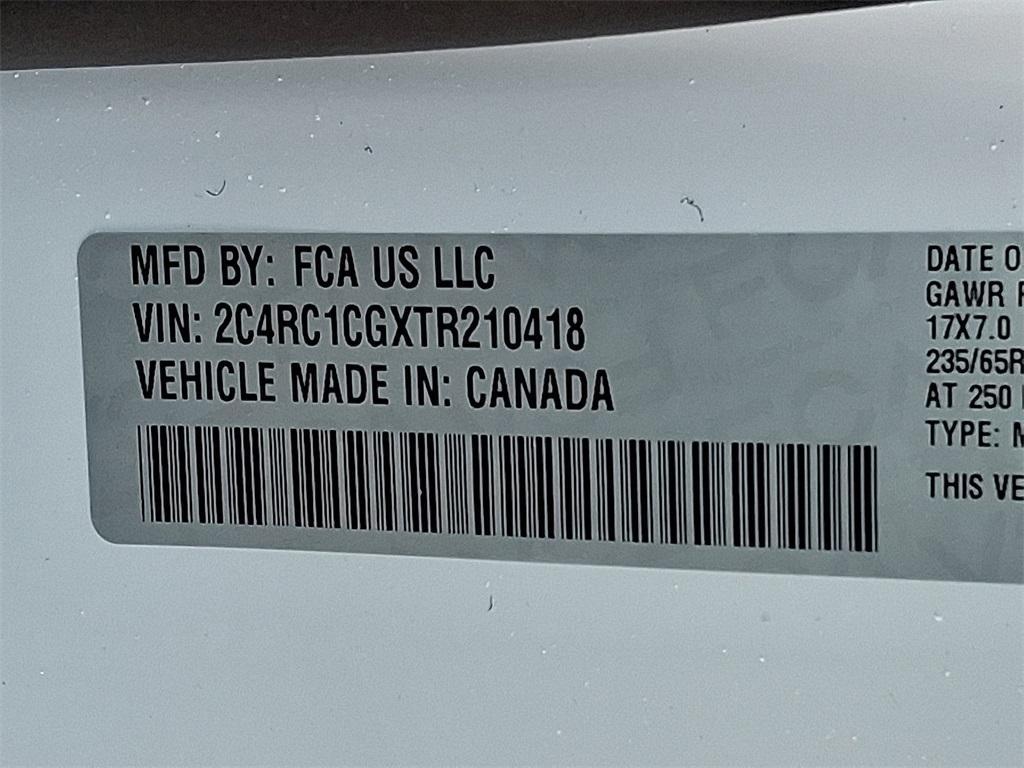 MFD BY: FCA US LLC
VIN: 2C4RC1CGXTR210418
VEHICLE MADE IN: CANADA
DATE O
GAWR F
17X7.0
235/65R
AT 250
TYPE: M
THIS VE